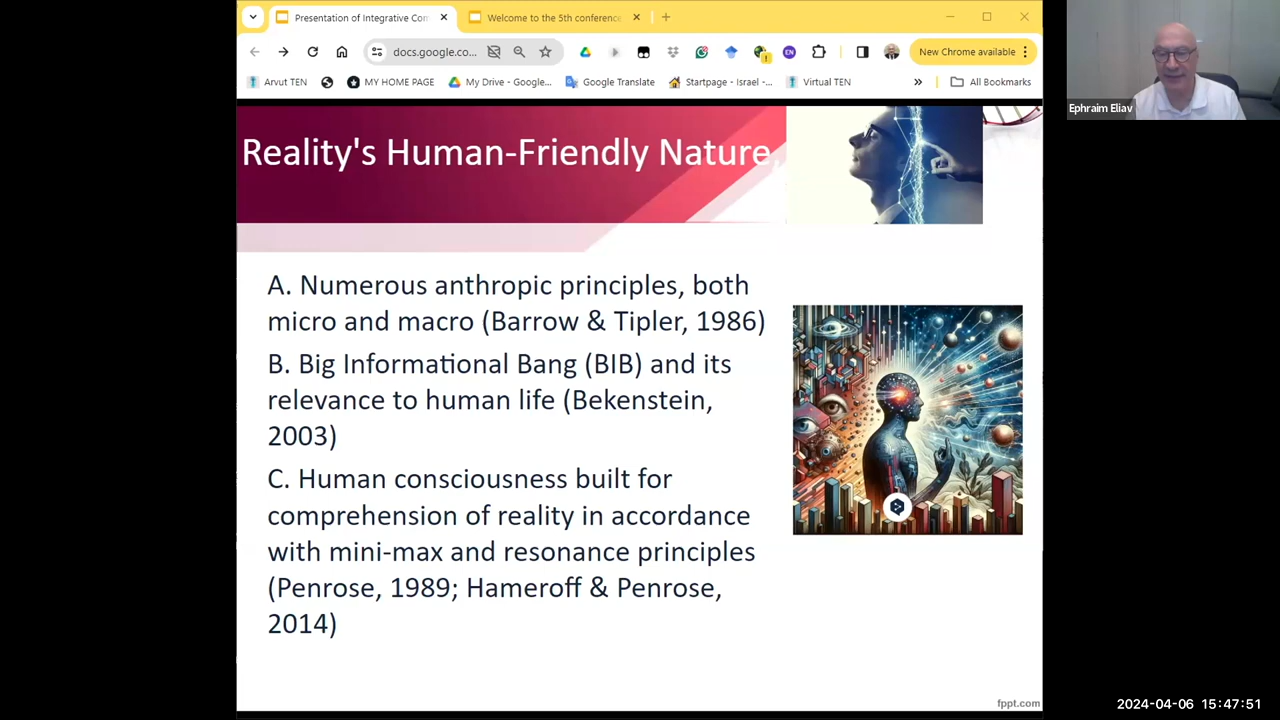 Presentation of Integrative Con
Welcome to the 5th conference
docs.google.co...
EN
New Chrome available
Arvut TEN
MY HOME PAGE
My Drive - Google...
Google Translate
Startpage - Israel -...
Virtual TEN
»
All Bookmarks
Ephraim Eliav
Reality's Human-Friendly Nature,
A. Numerous anthropic principles, both
micro and macro (Barrow & Tipler, 1986)
B. Big Informational Bang (BIB) and its
relevance to human life (Bekenstein,
2003)
C. Human consciousness built for
comprehension of reality in accordance
with mini-max and resonance principles
(Penrose, 1989; Hameroff & Penrose,
2014)
fppt.com
2024-04-06 15:47:51